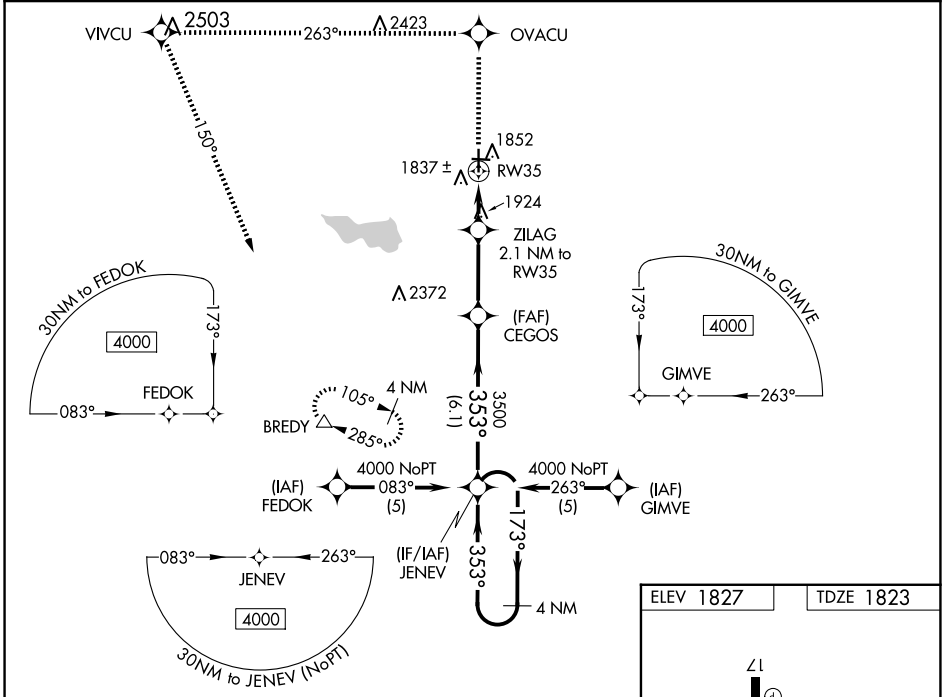 VIVCU
2503
263°
2423
OVACU
150°
1852
1837 ±
RW35
1924
ZILAG
2.1 NM to
RW35
2372
(FAF)
CEGOS
30NM to FEDOK
4000
173°
FEDOK
083°
30NM to GIMVE
4000
173°
GIMVE
263°
4 NM
105°
BREDY
285°
3500
353°
(6.1)
(IAF)
FEDOK
4000 NoPT
083°
(5)
4000 NoPT
263°
(5)
(IAF)
GIMVE
(IF/IAF)
JENEV
353°
173°
4 NM
083°
263°
JENEV
4000
30NM to JENEV (NoPT)
ELEV 1827
TDZE 1823
17
P